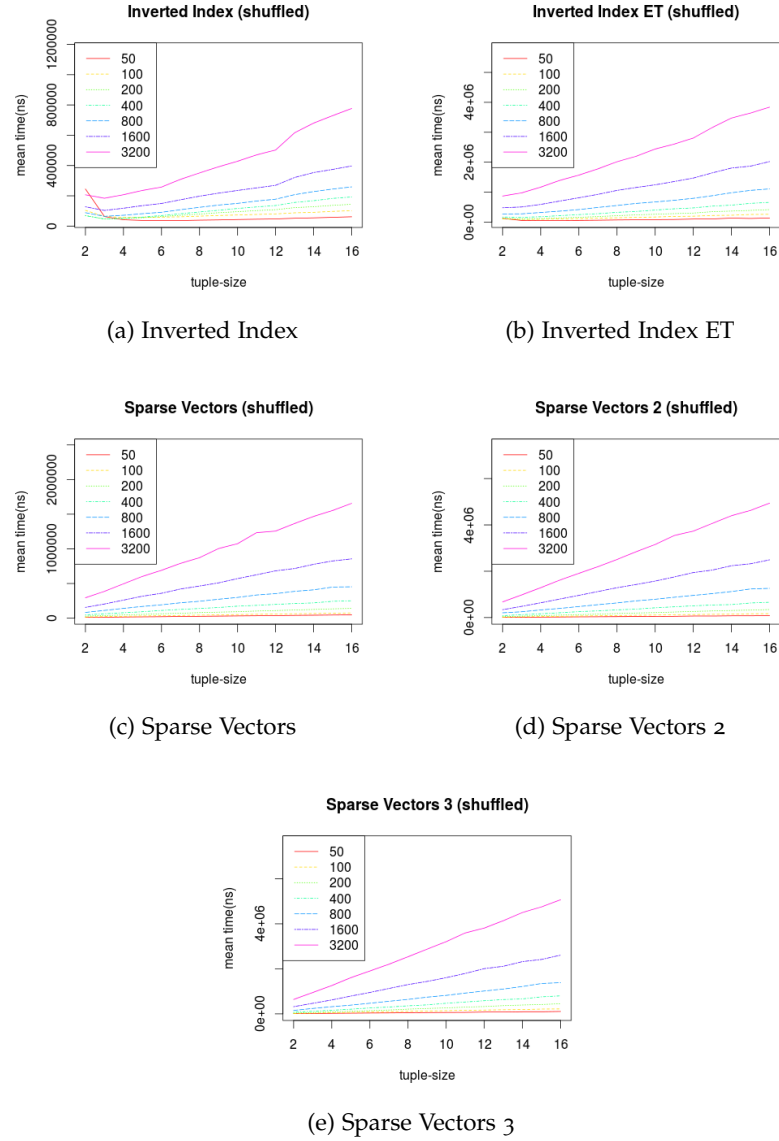 Inverted Index (shuffled)
mean time(ns)
0 400000 800000 1200000
50
100
200
400
800
1600
3200
2 4 6 8 10 12 14 16
tuple-size
(a) Inverted Index
Inverted Index ET (shuffled)
mean time(ns)
0e+00 2e+06 4e+06
50
100
200
400
800
1600
3200
2 4 6 8 10 12 14 16
tuple-size
(b) Inverted Index ET
Sparse Vectors (shuffled)
mean time(ns)
0 1000000 2000000
50
100
200
400
800
1600
3200
2 4 6 8 10 12 14 16
tuple-size
(c) Sparse Vectors
Sparse Vectors 2 (shuffled)
mean time(ns)
0e+00 4e+06
50
100
200
400
800
1600
3200
2 4 6 8 10 12 14 16
tuple-size
(d) Sparse Vectors 2
Sparse Vectors 3 (shuffled)
mean time(ns)
0e+00 4e+06
50
100
200
400
800
1600
3200
2 4 6 8 10 12 14 16
tuple-size
(e) Sparse Vectors 3